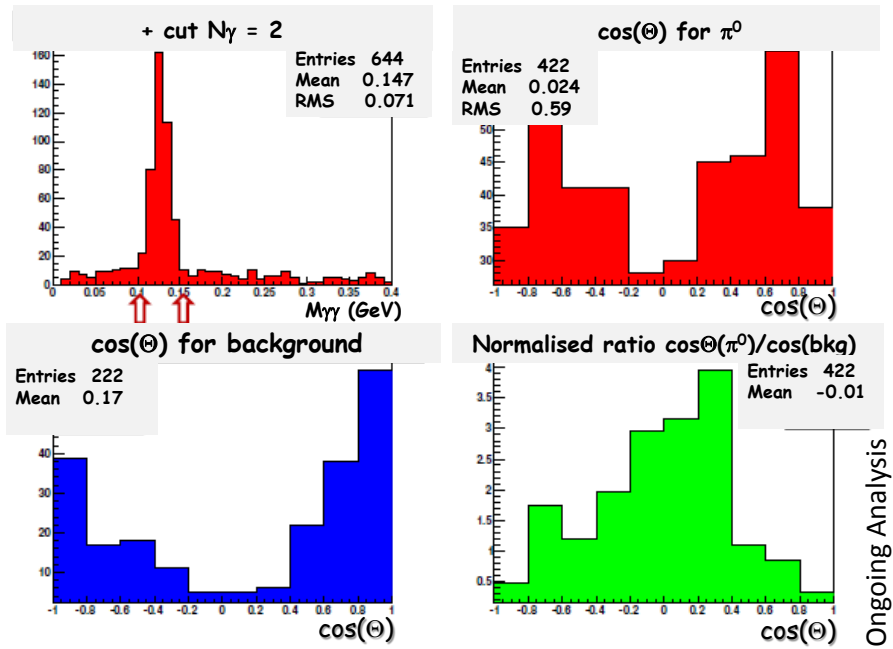 + cut Nγ = 2
Entries 644
Mean 0.147
RMS 0.071
160
140
120
100
80
60
40
20
0
0 0.05 0.1 0.15 0.2 0.25 0.3 0.35 0.4
Mγγ (GeV)
cos(Θ) for π⁰
Entries 422
Mean 0.024
RMS 0.59
50
45
40
35
30
-1 -0.8 -0.6 -0.4 -0.2 0 0.2 0.4 0.6 0.8 1
cos(Θ)
cos(Θ) for background
Entries 222
Mean 0.17
40
30
20
10
-1 -0.8 -0.6 -0.4 -0.2 0 0.2 0.4 0.6 0.8 1
cos(Θ)
Normalised ratio cosΘ(π⁰)/cos(bkg)
Entries 422
Mean -0.01
4
3.5
3
2.5
2
1.5
1
0.5
-1 -0.8 -0.6 -0.4 -0.2 0 0.2 0.4 0.6 0.8 1
cos(Θ)
Ongoing Analysis